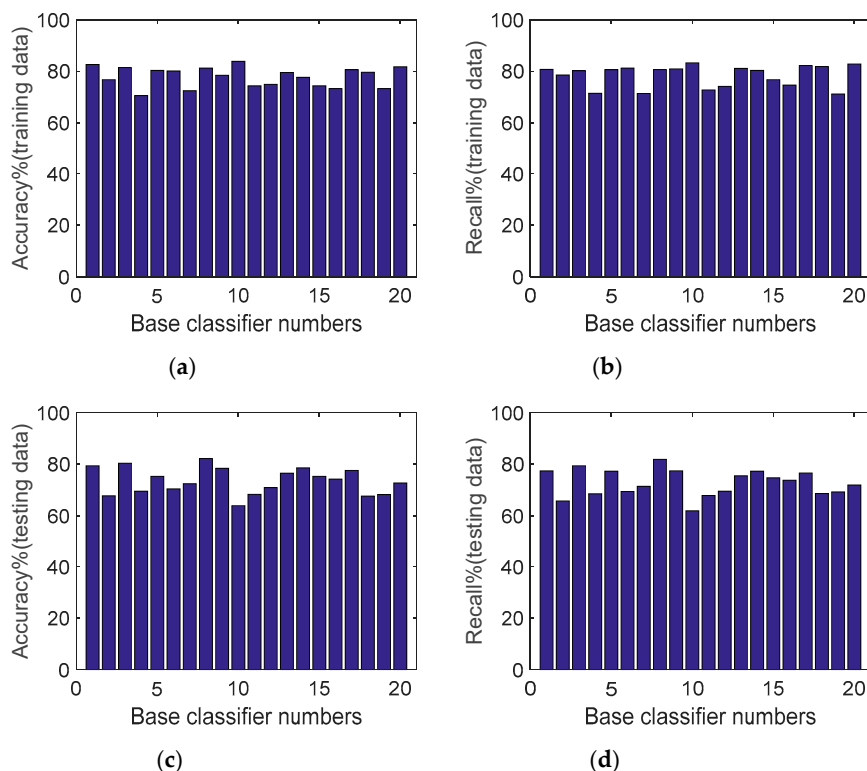 100
80
60
40
20
0
Accuracy%(training data)
0 5 10 15 20
Base classifier numbers
(a)
100
80
60
40
20
0
Recall%(training data)
0 5 10 15 20
Base classifier numbers
(b)
100
80
60
40
20
0
Accuracy%(testing data)
0 5 10 15 20
Base classifier numbers
(c)
100
80
60
40
20
0
Recall%(testing data)
0 5 10 15 20
Base classifier numbers
(d)